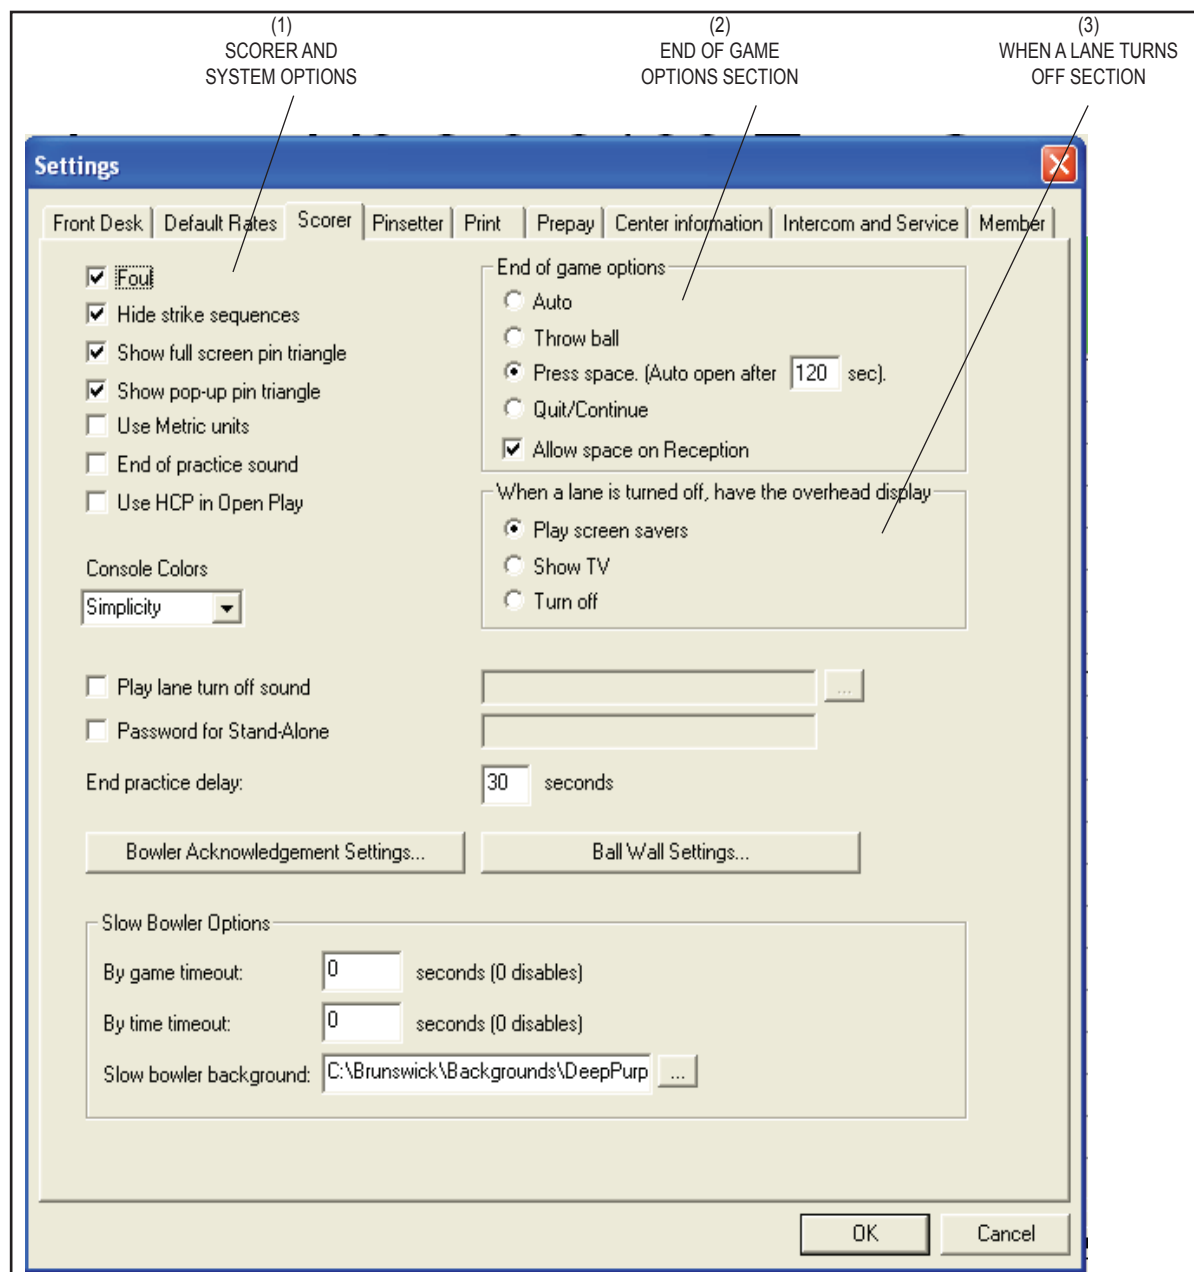 (1)
SCORER AND
SYSTEM OPTIONS
(2)
END OF GAME
OPTIONS SECTION
(3)
WHEN A LANE TURNS
OFF SECTION
Settings
Front Desk
Default Rates
Scorer
Pinsetter
Print
Prepay
Center information
Intercom and Service
Member
Foul
Hide strike sequences
Show full screen pin triangle
Show pop-up pin triangle
Use Metric units
End of practice sound
Use HCP in Open Play
Console Colors
Simplicity
End of game options
Auto
Throw ball
Press space. (Auto open after 120 sec).
Quit/Continue
Allow space on Reception
When a lane is turned off, have the overhead display
Play screen savers
Show TV
Turn off
Play lane turn off sound
...
Password for Stand-Alone
End practice delay: 30 seconds
Bowler Acknowledgement Settings...
Ball Wall Settings...
Slow Bowler Options
By game timeout: 0 seconds (0 disables)
By time timeout: 0 seconds (0 disables)
Slow bowler background: C:\Brunswick\Backgrounds\DeepPurp ...
OK
Cancel